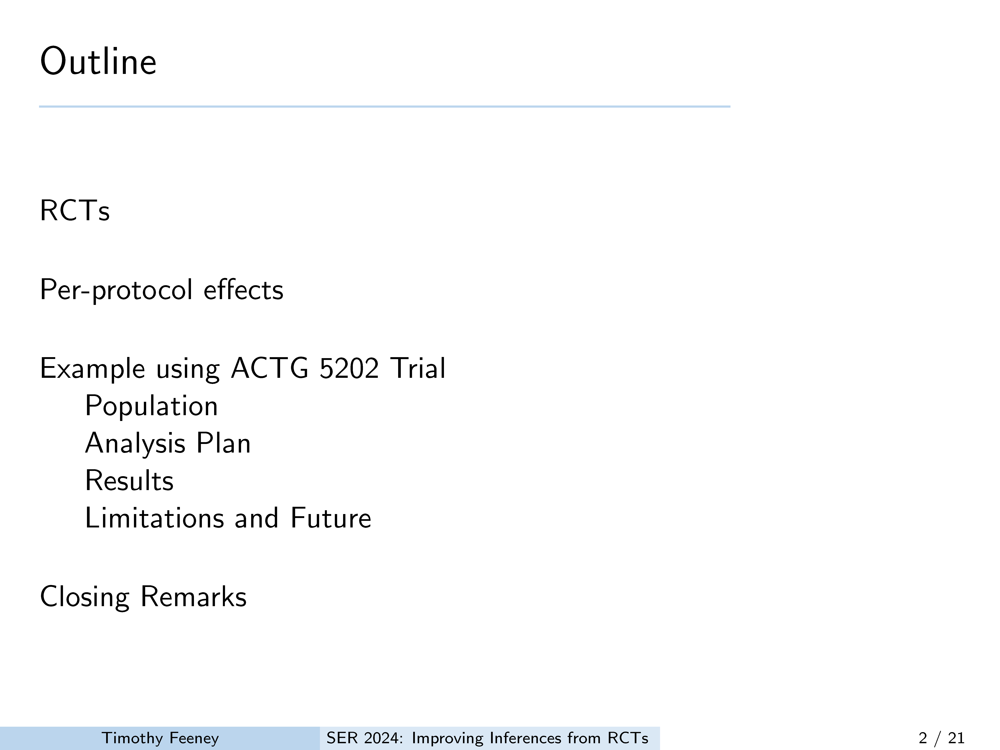 Outline
RCTs
Per-protocol effects
Example using ACTG 5202 Trial
Population
Analysis Plan
Results
Limitations and Future
Closing Remarks
Timothy Feeney
SER 2024: Improving Inferences from RCTs
2 / 21